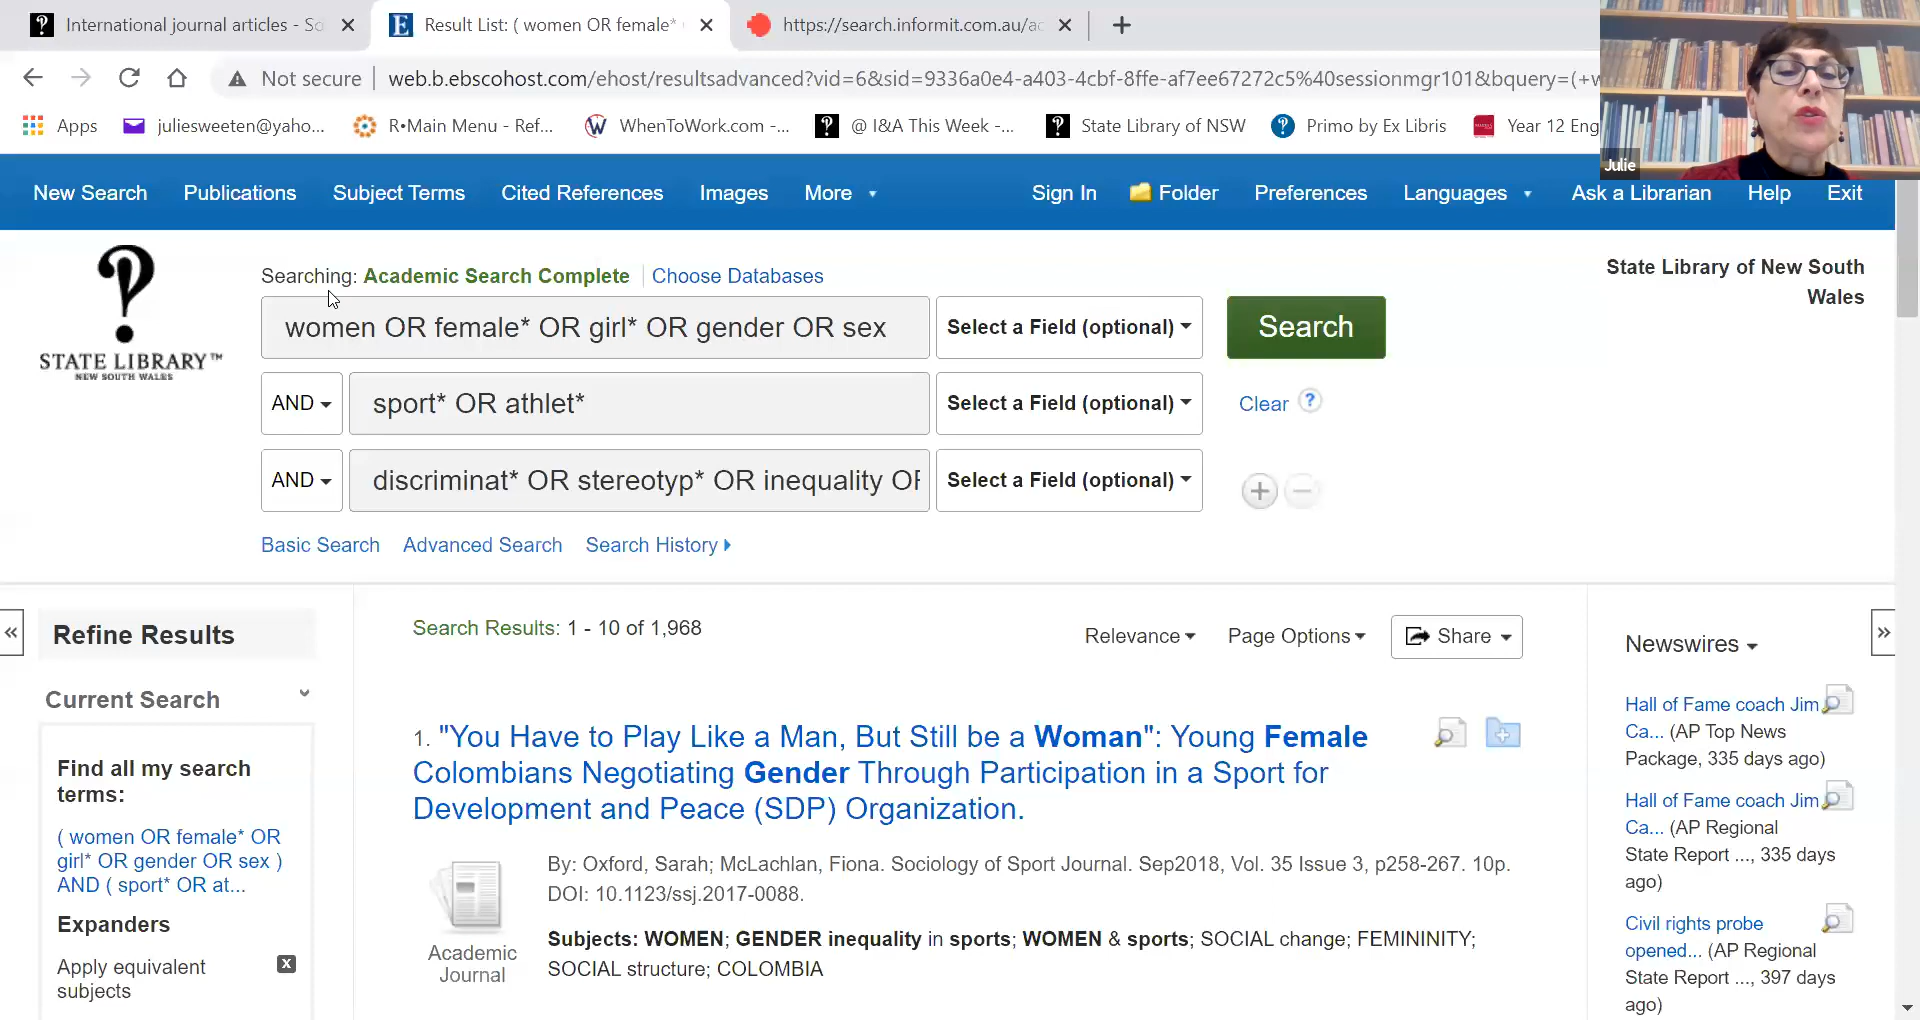 International journal articles - So
Result List: ( women OR female*
https://search.informit.com.au/ac
Not secure
web.b.ebscohost.com/ehost/resultsadvanced?vid=6&sid=9336a0e4-a403-4cbf-8ffe-af7ee67272c5%40sessionmgr101&bquery=(+w
Apps
juliesweeten@yaho...
R•Main Menu - Ref...
WhenToWork.com -...
@ I&A This Week -...
State Library of NSW
Primo by Ex Libris
Year 12 Eng
Julie
New Search Publications Subject Terms Cited References Images More
Sign In Folder Preferences Languages Ask a Librarian Help Exit
STATE LIBRARY™
NEW SOUTH WALES
Searching: Academic Search Complete Choose Databases
State Library of New South
Wales
women OR female* OR girl* OR gender OR sex
Select a Field (optional)
Search
AND
sport* OR athlet*
Select a Field (optional)
Clear ?
AND
discriminat* OR stereotyp* OR inequality OR
Select a Field (optional)
Basic Search Advanced Search Search History
Refine Results
Current Search
Find all my search
terms:
( women OR female* OR
girl* OR gender OR sex )
AND ( sport* OR at...
Expanders
Apply equivalent
subjects
Search Results: 1 - 10 of 1,968
Relevance Page Options Share
1. "You Have to Play Like a Man, But Still be a Woman": Young Female
Colombians Negotiating Gender Through Participation in a Sport for
Development and Peace (SDP) Organization.
Academic
Journal
By: Oxford, Sarah; McLachlan, Fiona. Sociology of Sport Journal. Sep2018, Vol. 35 Issue 3, p258-267. 10p.
DOI: 10.1123/ssj.2017-0088.
Subjects: WOMEN; GENDER inequality in sports; WOMEN & sports; SOCIAL change; FEMININITY;
SOCIAL structure; COLOMBIA
Newswires
Hall of Fame coach Jim
Ca... (AP Top News
Package, 335 days ago)
Hall of Fame coach Jim
Ca... (AP Regional
State Report ..., 335 days
ago)
Civil rights probe
opened... (AP Regional
State Report ..., 397 days
ago)